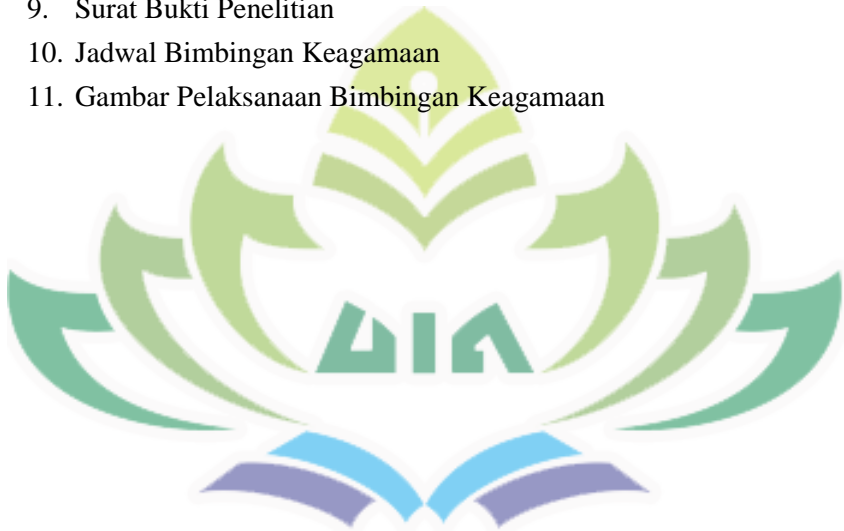 9. Surat Bukti Penelitian
10. Jadwal Bimbingan Keagamaan
11. Gambar Pelaksanaan Bimbingan Keagamaan